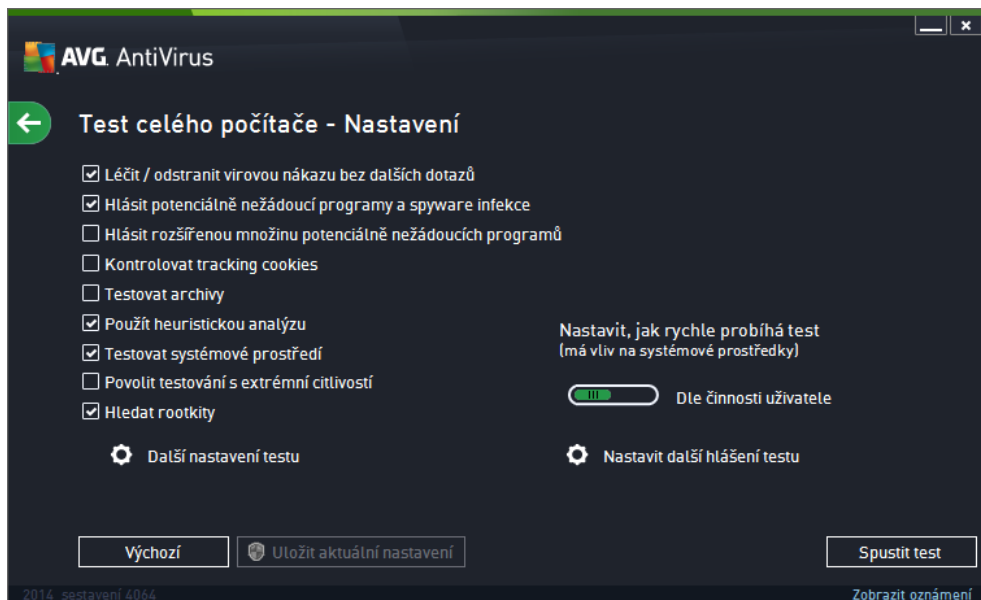 AVG. AntiVirus
Test celého počítače - Nastavení
Léčit / odstranit virovou nákazu bez dalších dotazů
Hlásit potenciálně nežádoucí programy a spyware infekce
Hlásit rozšířenou množinu potenciálně nežádoucích programů
Kontrolovat tracking cookies
Testovat archivy
Použít heuristickou analýzu
Testovat systémové prostředí
Povolit testování s extrémní citlivostí
Hledat rootkity
Nastavit, jak rychle probíhá test
(má vliv na systémové prostředky)
Dle činnosti uživatele
Další nastavení testu
Nastavit další hlášení testu
Výchozí
Uložit aktuální nastavení
Spustit test
2014 sestavení 4064
Zobrazit oznámení